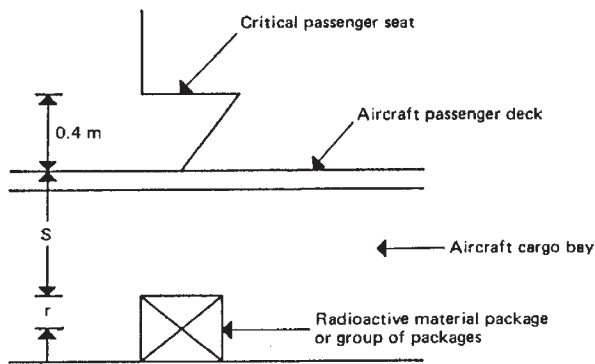 Critical passenger seat
0.4 m
Aircraft passenger deck
S
Aircraft cargo bay
r
Radioactive material package
or group of packages